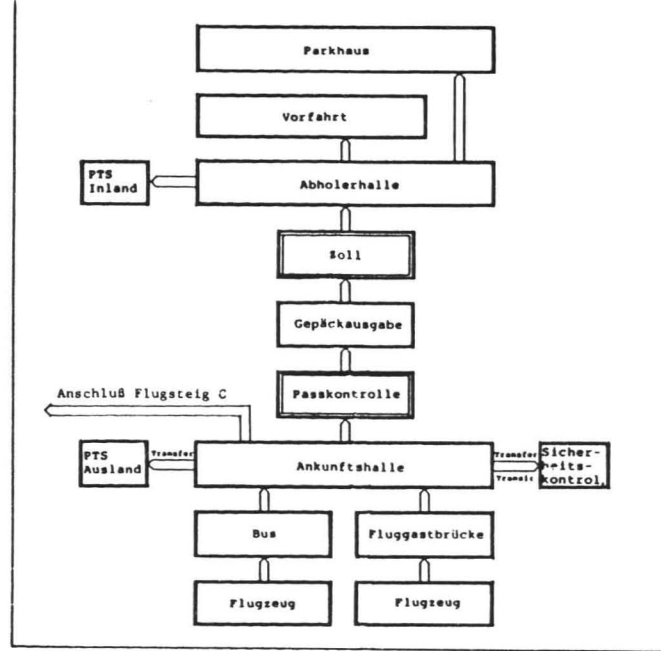 Parkhaus
Vorfahrt
PTS
Inland
Abholerhalle
Zoll
Gepäckausgabe
Passkontrolle
Anschluß Flugsteig C
PTS
Ausland
Transfer
Ankunftshalle
Transfer
Transit
Sicher-
heits-
kontrol.
Bus
Fluggastbrücke
Flugzeug
Flugzeug